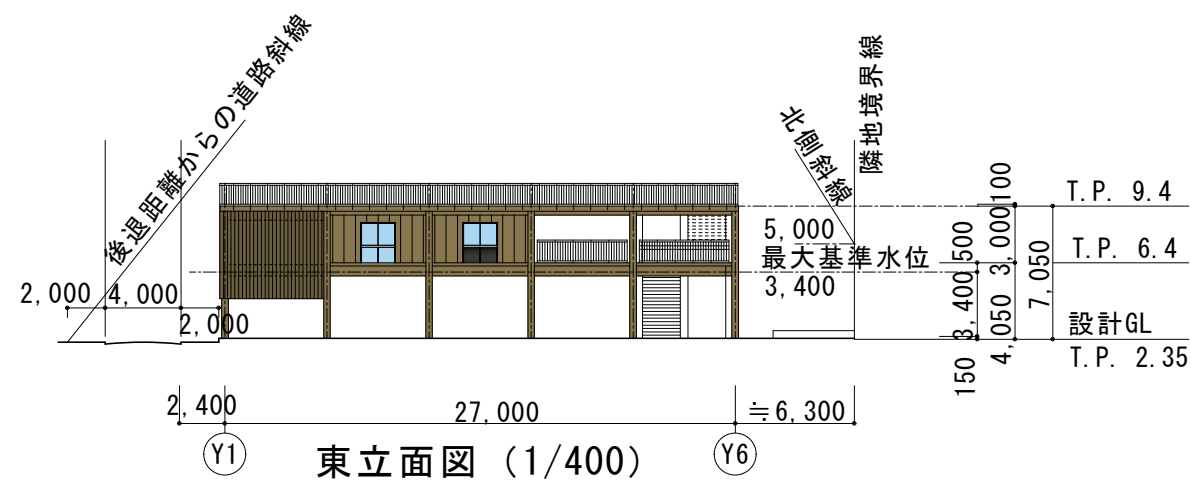 後退距離からの道路斜線
北側斜線
隣地境界線
100
T.P. 9.4
5,000
3,000
最大基準水位
500
T.P. 6.4
7,050
2,000
4,000
3,400
3,400
2,000
4,050
設計GL
150
T.P. 2.35
2,400
27,000
≒6,300
Y1
Y6
東立面図（1/400）